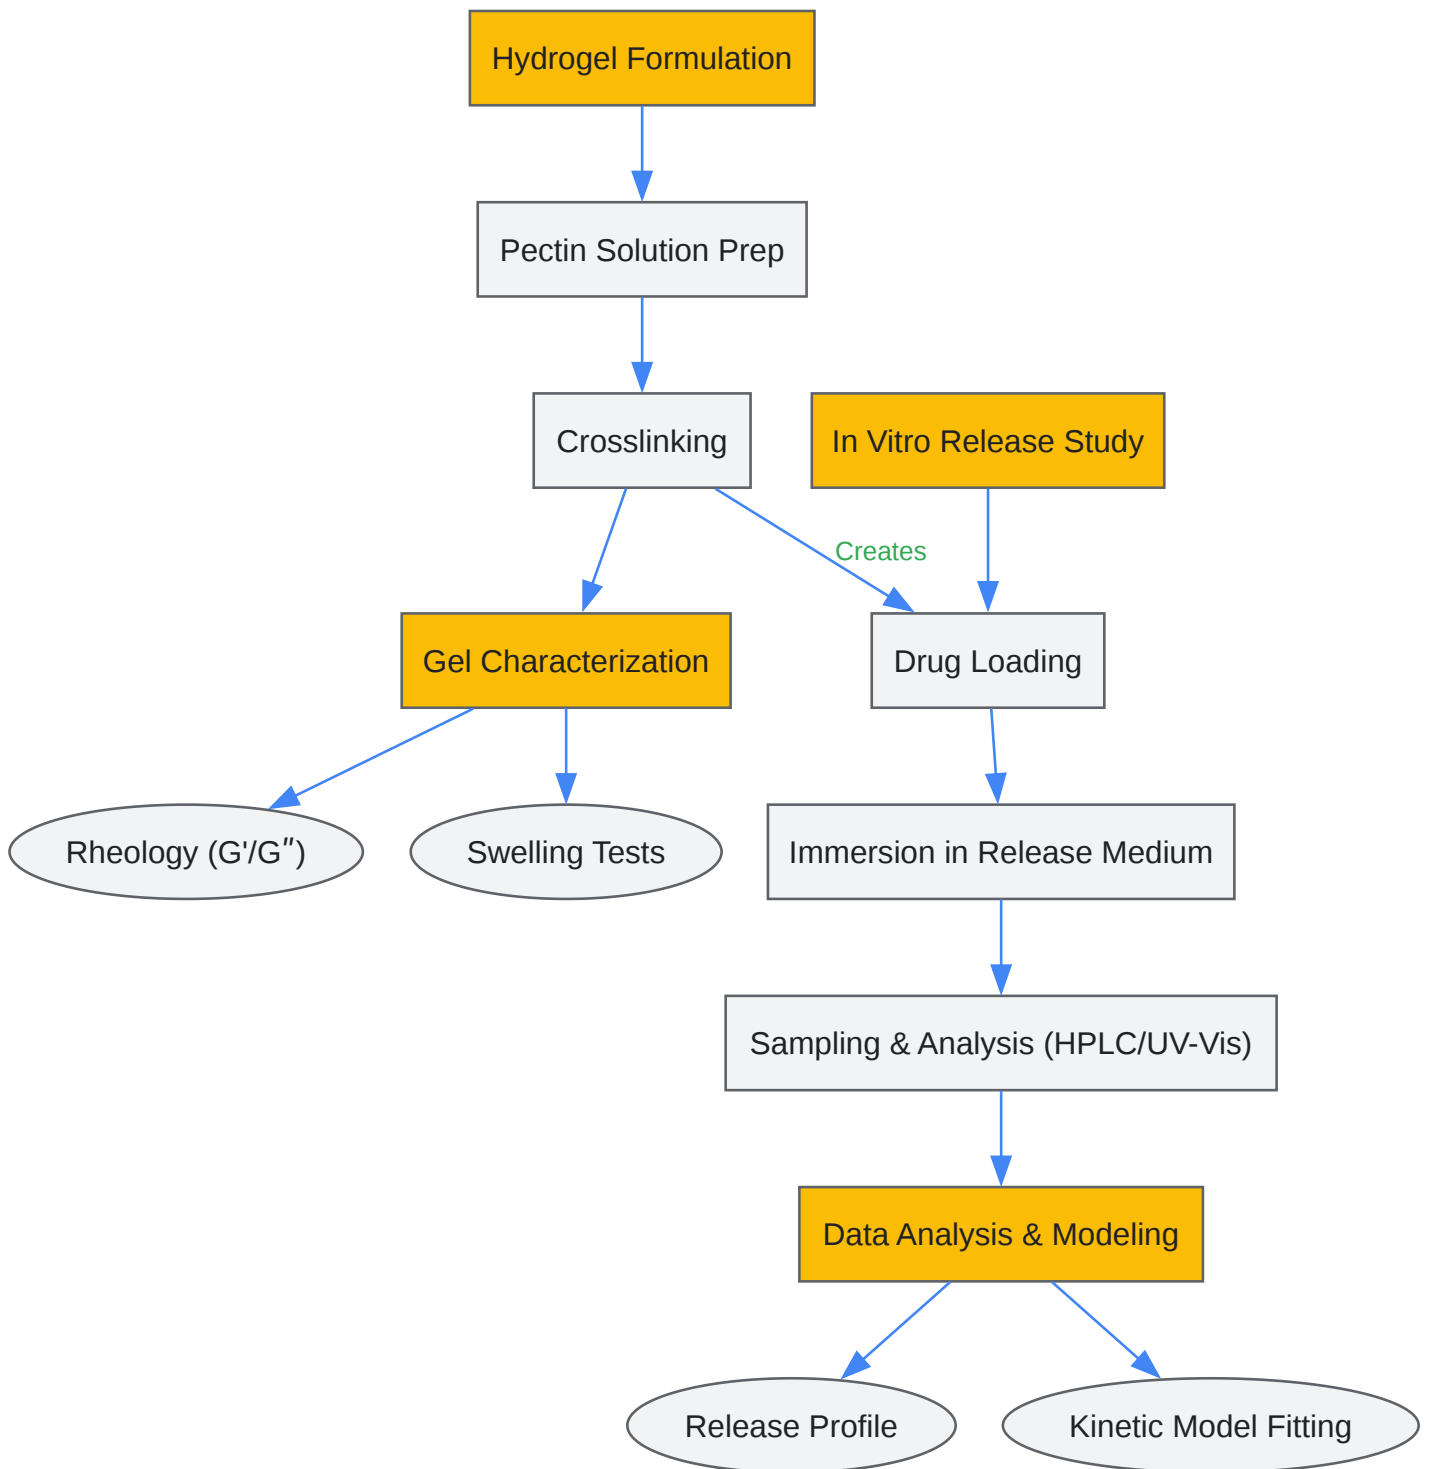 Hydrogel Formulation
Pectin Solution Prep
Crosslinking
In Vitro Release Study
Creates
Gel Characterization
Drug Loading
Rheology (G'/Gʺ)
Swelling Tests
Immersion in Release Medium
Sampling & Analysis (HPLC/UV-Vis)
Data Analysis & Modeling
Release Profile
Kinetic Model Fitting